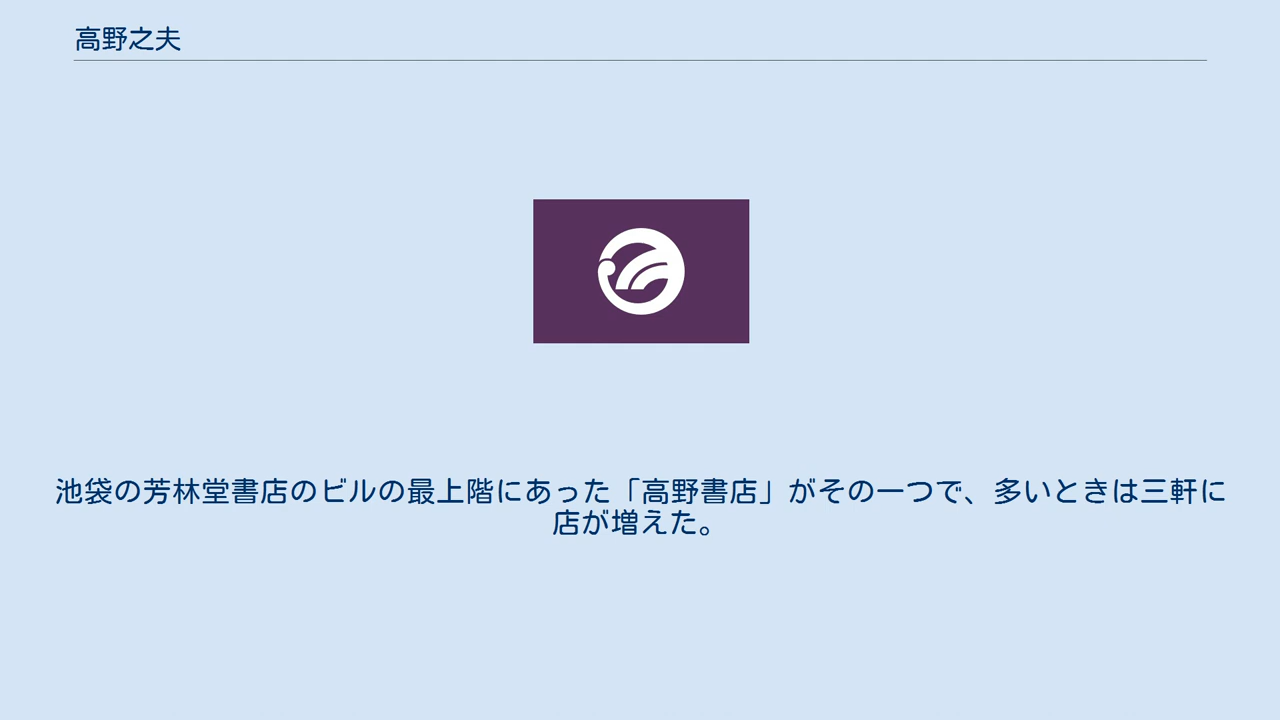 高野之夫
池袋の芳林堂書店のビルの最上階にあった「高野書店」がその一つで、多いときは三軒に
店が増えた。